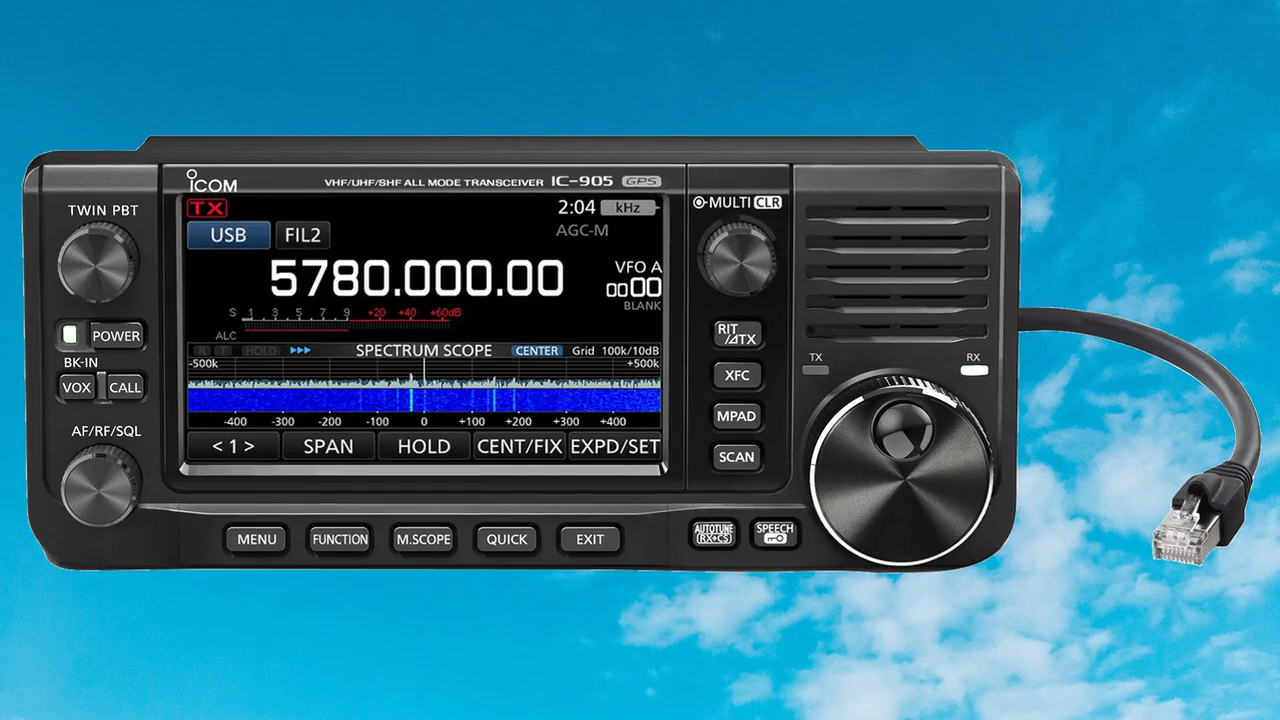 ICOM VHF/UHF/SHF ALL MODE TRANSCEIVER IC-905 GPS
TWIN PBT
POWER
BK-IN
VOX CALL
AF/RF/SQL
TX 2:04 kHz
USB FIL2 AGC-M
5780.000.00 VFO A
00 00
BLANK
S 1 3 5 7 9 +20 +40 +60dB
ALC
R T HOLD SPECTRUM SCOPE CENTER Grid 100k/10dB
-500k +500k
-400 -300 -200 -100 0 +100 +200 +300 +400
< 1 > SPAN HOLD CENT/FIX EXPD/SET
MENU FUNCTION M.SCOPE QUICK EXIT
MULTI CLR
RIT
/⊿TX
XFC
MPAD
SCAN
AUTOTUNE
(RX→CS)
SPEECH
TX RX